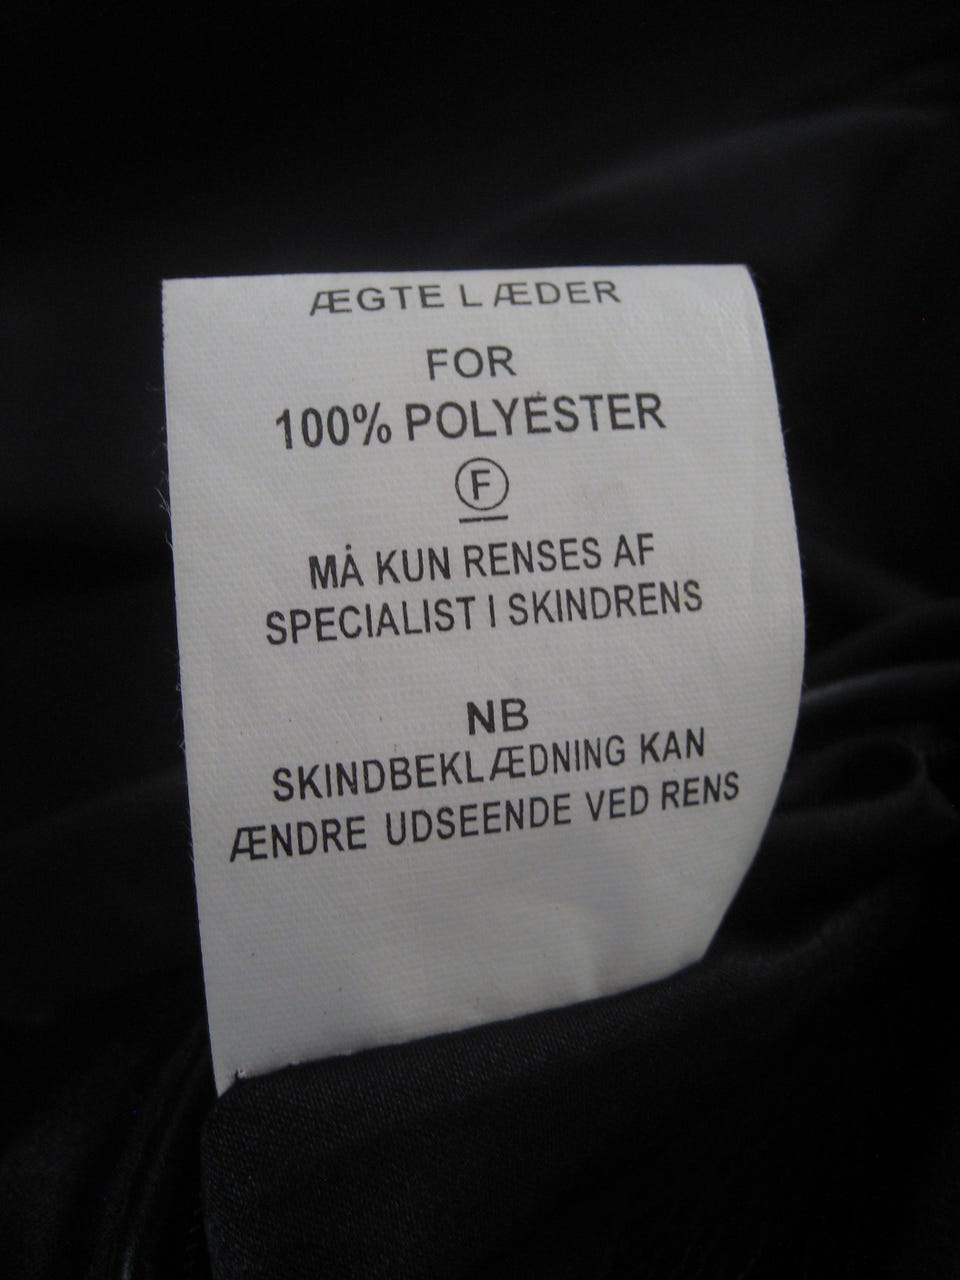 ÆGTE LÆDER
FOR
100% POLYESTER
F
MÅ KUN RENSES AF
SPECIALIST I SKINDRENS
NB
SKINDBEKLÆDNING KAN
ÆNDRE UDSEENDE VED RENS